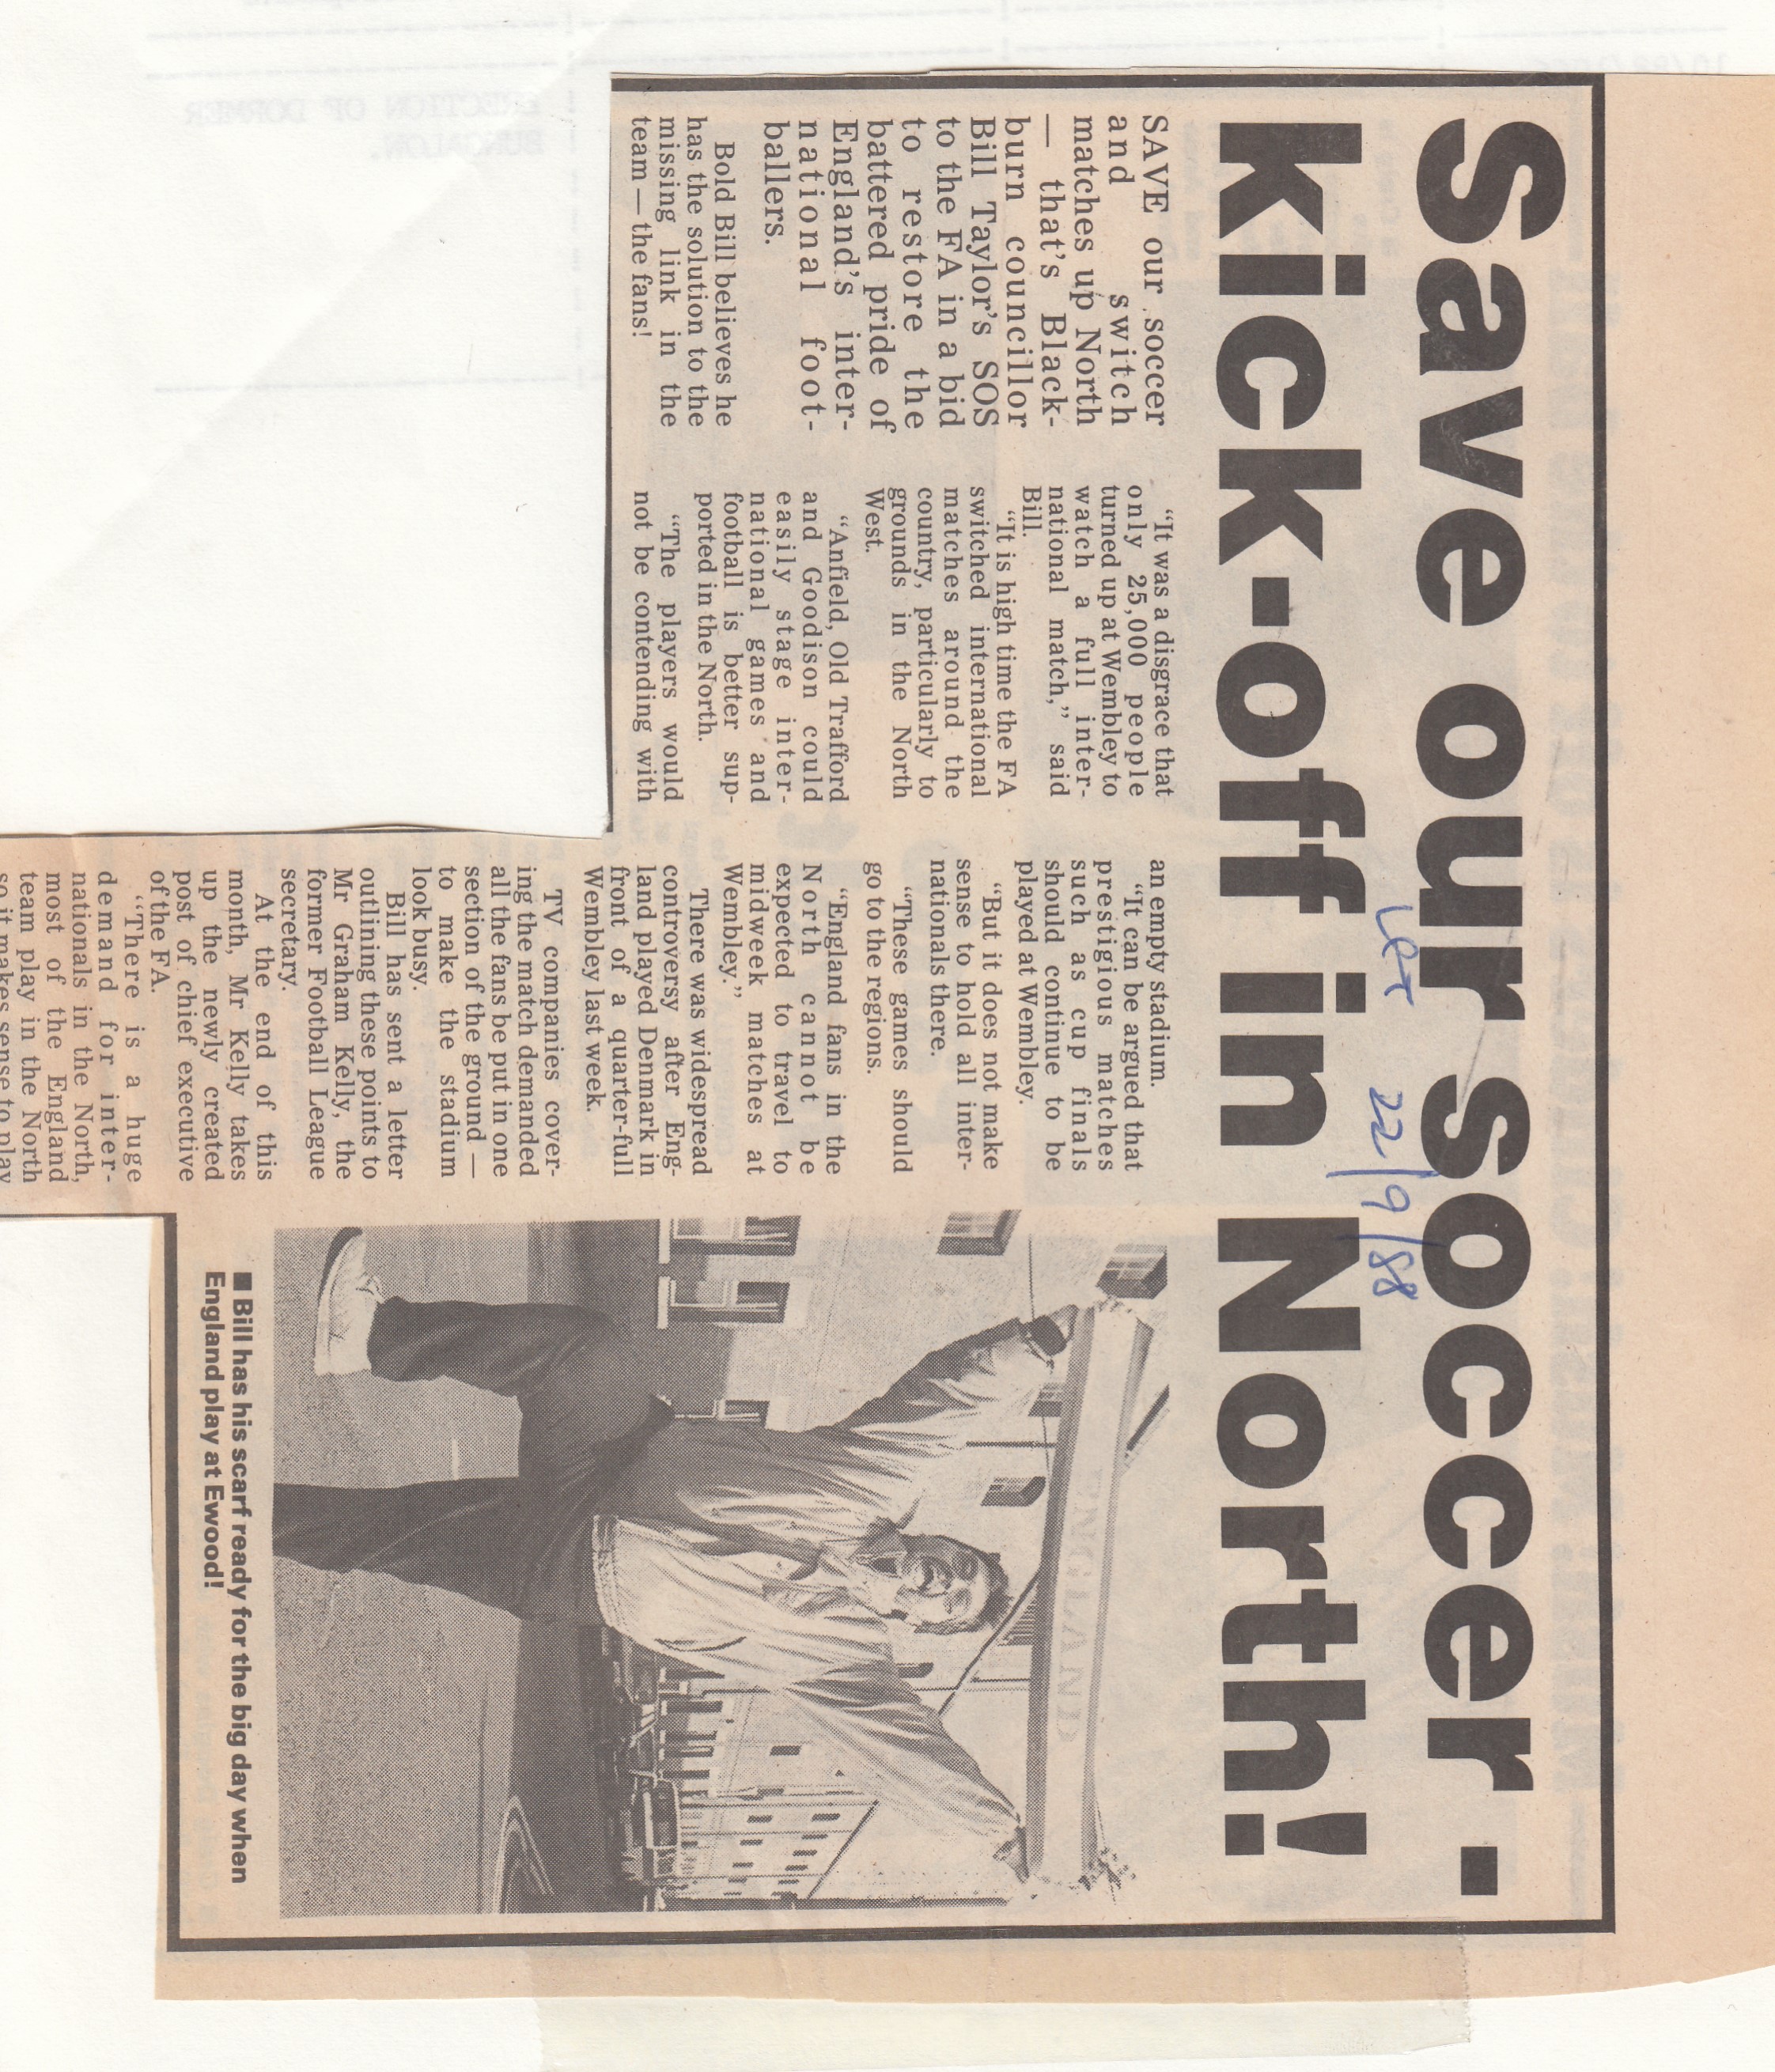 Save our soccer -
LET 22/9/88
kick-off in North!
SAVE our soccer
and switch
matches up North
— that's Black-
burn councillor
Bill Taylor's SOS
to the FA in a bid
to restore the
battered pride of
England's inter-
national foot-
ballers.
Bold Bill believes he
has the solution to the
missing link in the
team — the fans!
“It was a disgrace that
only 25,000 people
turned up at Wembley to
watch a full inter-
national match,” said
Bill.
“It is high time the FA
switched international
matches around the
country, particularly to
grounds in the North
West.
“Anfield, Old Trafford
and Goodison could
easily stage inter-
national games and
football is better sup-
ported in the North.
“The players would
not be contending with
an empty stadium.
“It can be argued that
prestigious matches
such as cup finals
should continue to be
played at Wembley.
“But it does not make
sense to hold all inter-
nationals there.
“These games should
go to the regions.
“England fans in the
North cannot be
expected to travel to
midweek matches at
Wembley.”
There was widespread
controversy after Eng-
land played Denmark in
front of a quarter-full
Wembley last week.
TV companies cover-
ing the match demanded
all the fans be put in one
section of the ground —
to make the stadium
look busy.
Bill has sent a letter
outlining these points to
Mr Graham Kelly, the
former Football League
secretary.
At the end of this
month, Mr Kelly takes
up the newly created
post of chief executive
of the FA.
“There is a huge
demand for inter-
nationals in the North,
most of the England
team play in the North
so it makes sense to play
ENGLAND
■ Bill has his scarf ready for the big day when
England play at Ewood!
ERECTION OF DORMER
BUNGALOW.